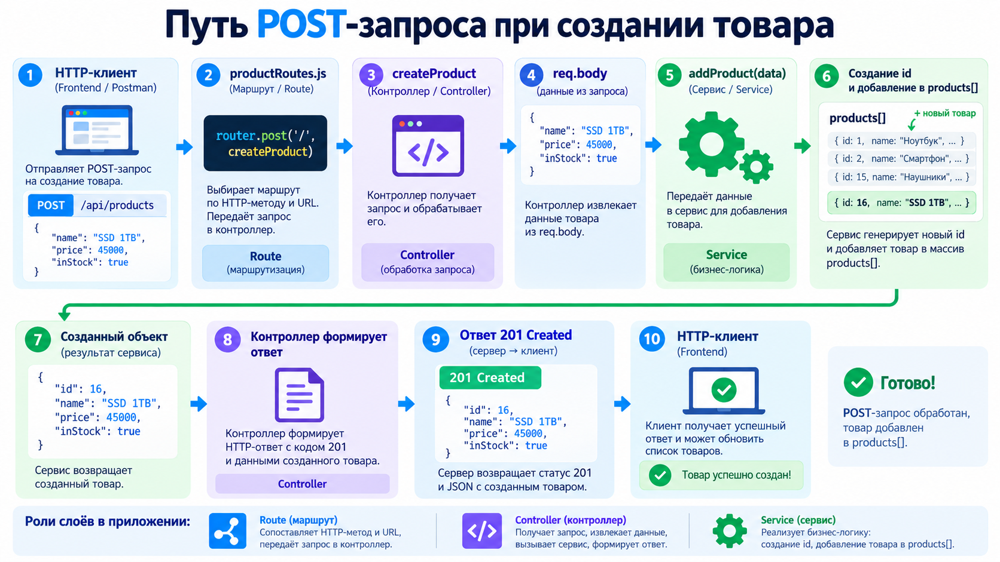 Путь POST-запроса при создании товара
1
HTTP-клиент
(Frontend / Postman)
Отправляет POST-запрос
на создание товара.
POST /api/products
{
"name": "SSD 1TB",
"price": 45000,
"inStock": true
}
2
productRoutes.js
(Маршрут / Route)
router.post('/',
createProduct)
Выбирает маршрут
по HTTP-методу и URL.
Передаёт запрос
в контроллер.
Route
(маршрутизация)
3
createProduct
(Контроллер / Controller)
</>
Контроллер получает
запрос и обрабатывает
его.
Controller
(обработка запроса)
4
req.body
(данные из запроса)
{
"name": "SSD 1TB",
"price": 45000,
"inStock": true
}
Контроллер извлекает
данные товара
из req.body.
5
addProduct(data)
(Сервис / Service)
Передаёт данные
в сервис для добавления
товара.
Service
(бизнес-логика)
6
Создание id
и добавление в products[]
products[]
+ новый товар
{ id: 1, name: "Ноутбук", ... }
{ id: 2, name: "Смартфон", ... }
{ id: 15, name: "Наушники", ... }
{ id: 16, name: "SSD 1TB", ... }
Сервис генерирует новый id
и добавляет товар в массив
products[].
7
Созданный объект
(результат сервиса)
{
"id": 16,
"name": "SSD 1TB",
"price": 45000,
"inStock": true
}
Сервис возвращает
созданный товар.
8
Контроллер формирует
ответ
Контроллер формирует
HTTP-ответ с кодом 201
и данными созданного товара.
Controller
9
Ответ 201 Created
(сервер → клиент)
201 Created
{
"id": 16,
"name": "SSD 1TB",
"price": 45000,
"inStock": true
}
Сервер возвращает статус 201
и JSON с созданным товаром.
10
HTTP-клиент
(Frontend)
Клиент получает успешный
ответ и может обновить
список товаров.
Товар успешно создан!
Готово!
POST-запрос обработан,
товар добавлен
в products[].
Роли слоёв в приложении:
Route (маршрут)
Сопоставляет HTTP-метод и URL,
передаёт запрос в контроллер.
</>
Controller (контроллер)
Получает запрос, извлекает данные,
вызывает сервис, формирует ответ.
Service (сервис)
Реализует бизнес-логику:
создание id, добавление товара в products[].